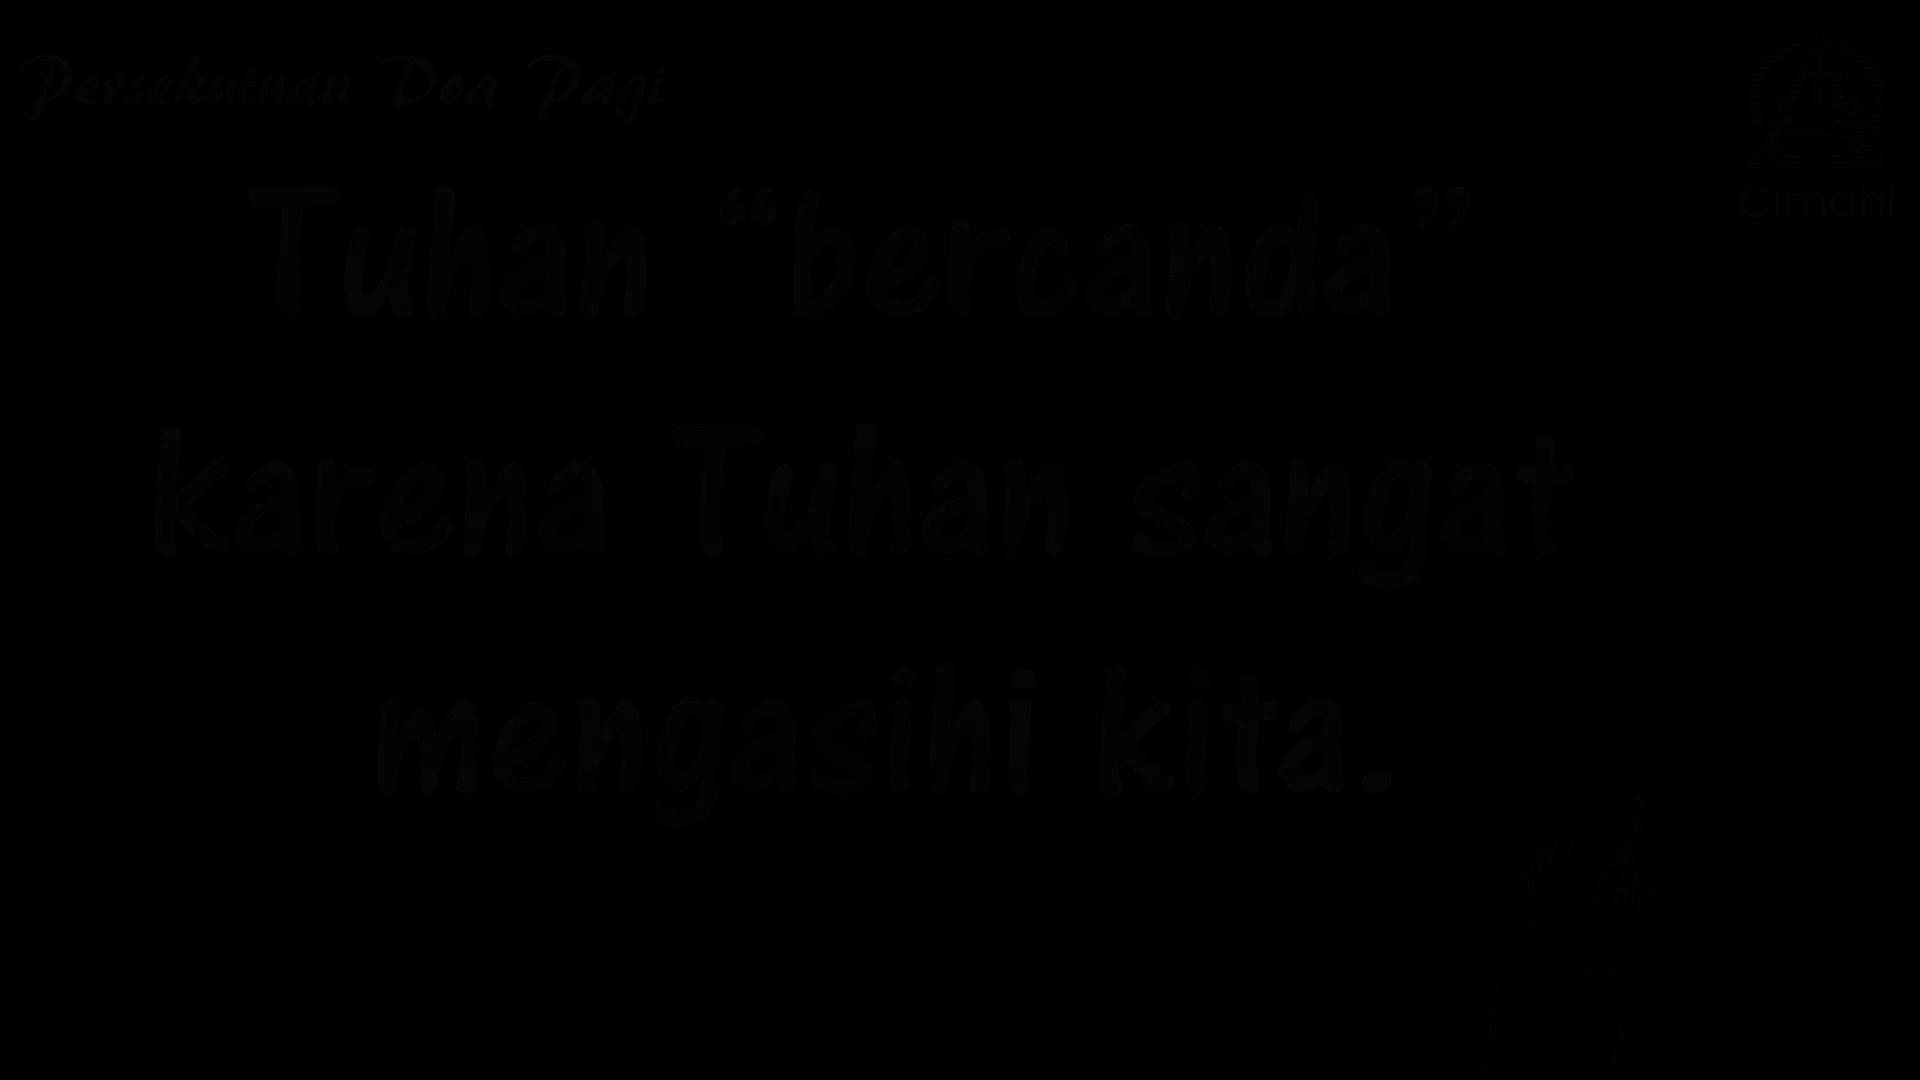 Persekutuan Doa Pagi
Cimahi
Tuhan “bercanda”
karena Tuhan sangat
mengasihi kita.